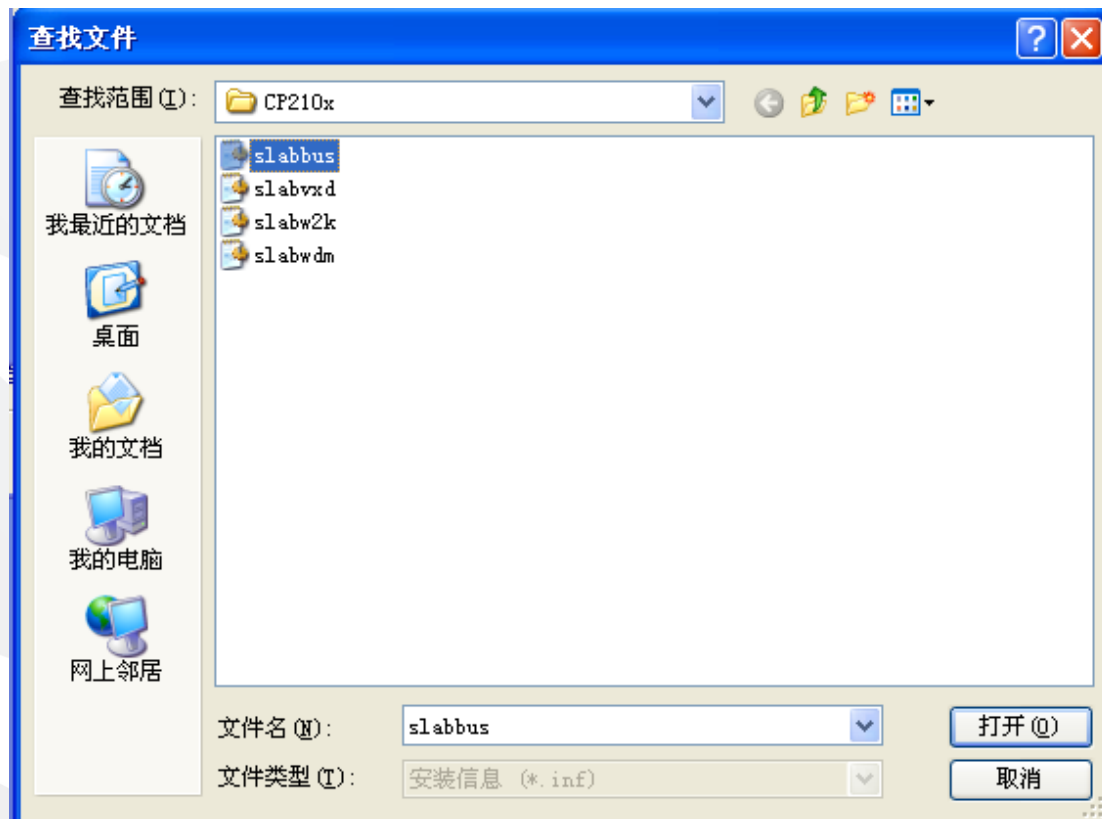 查找文件
查找范围(I):
CP210x
我最近的文档
桌面
我的文档
我的电脑
网上邻居
slabbus
slabvxd
slabw2k
slabwdm
文件名(N):
slabbus
打开(O)
文件类型(T):
安装信息 (*.inf)
取消